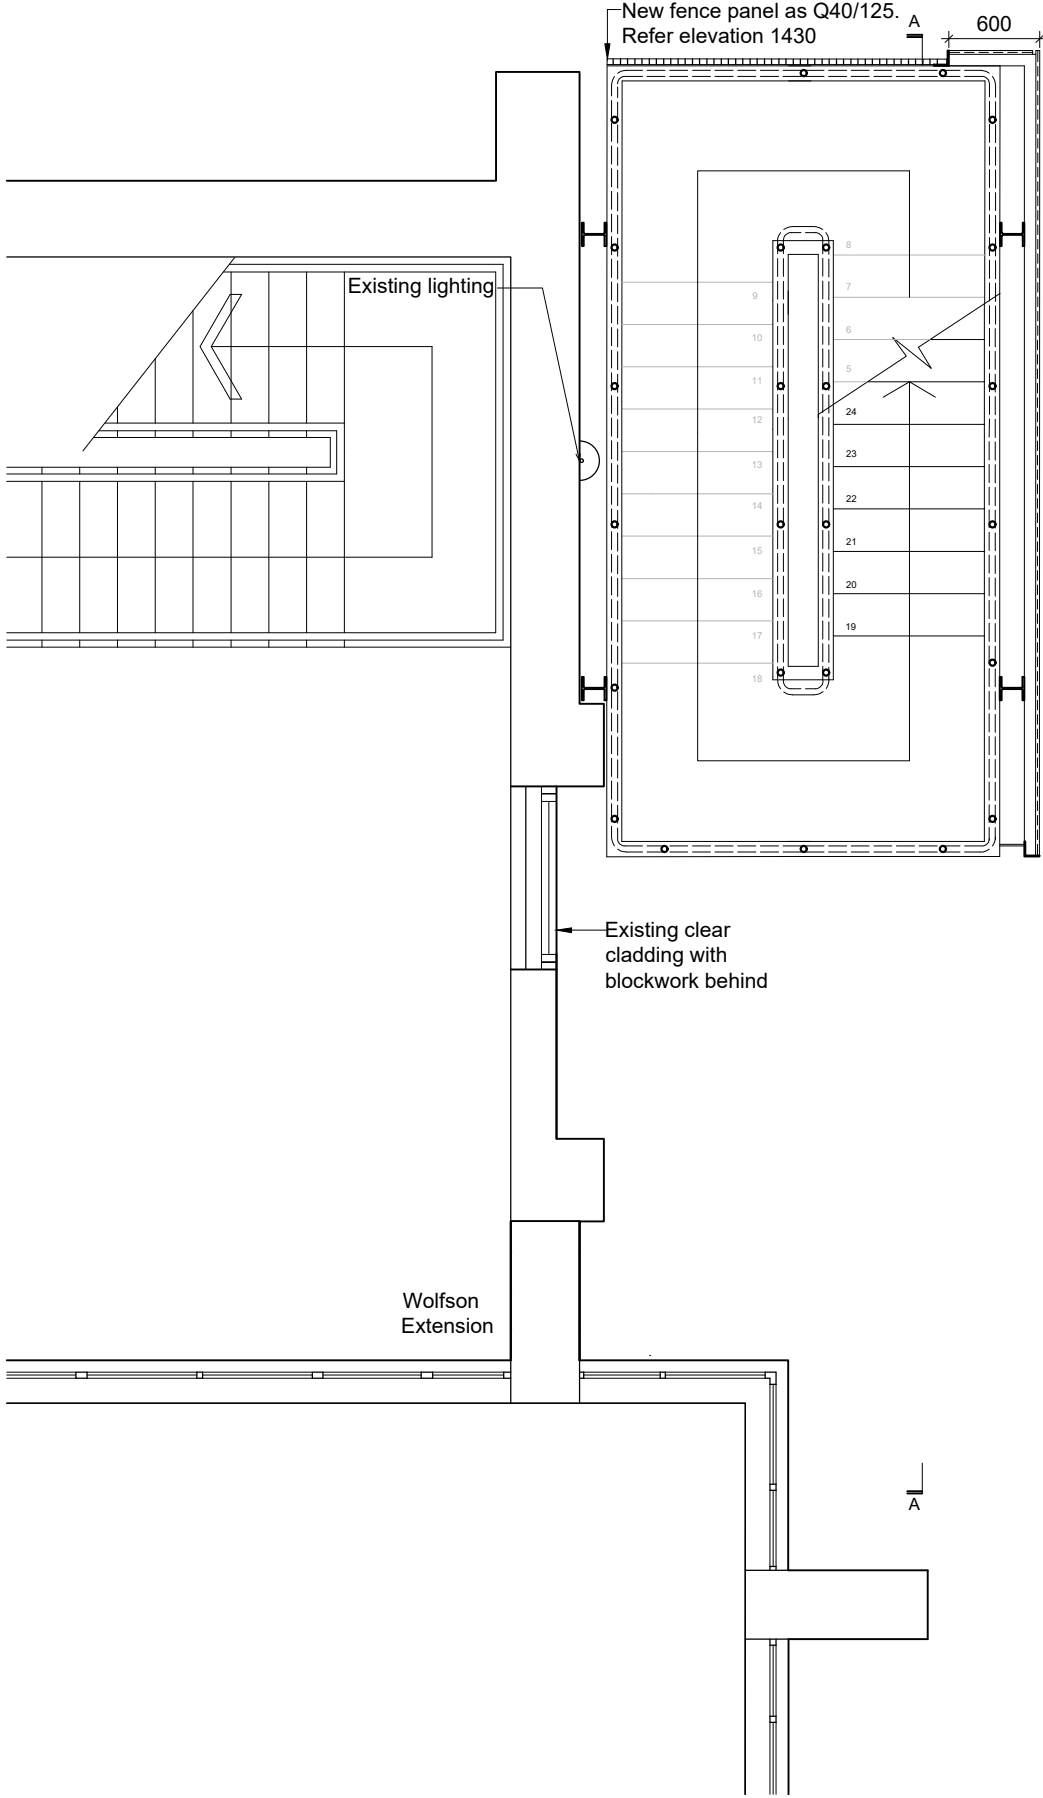 New fence panel as Q40/125.
Refer elevation 1430
A
600
Existing lighting
8
7
6
5
9
10
11
12
13
14
15
16
17
18
24
23
22
21
20
19
Existing clear
cladding with
blockwork behind
Wolfson
Extension
A